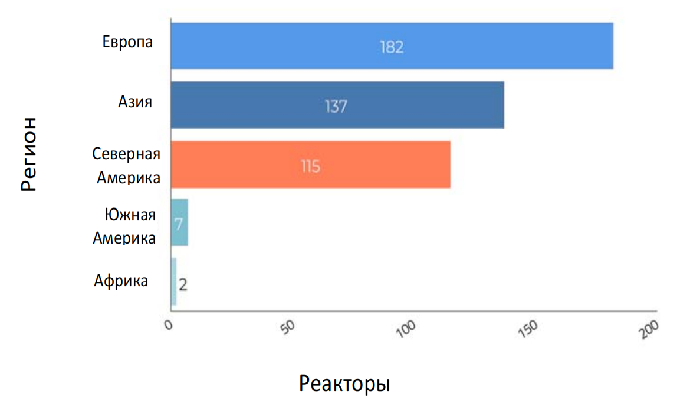 Европа
182
Азия
137
Северная
Америка
115
Южная
Америка
7
Африка
2
Регион
0
50
100
150
200
Реакторы